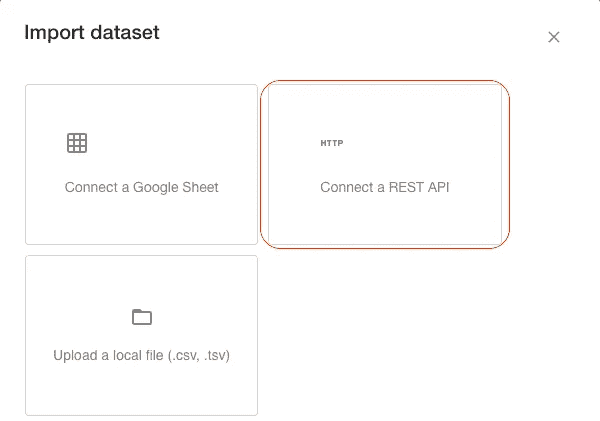 Import dataset
Connect a Google Sheet
HTTP
Connect a REST API
Upload a local file (.csv, .tsv)